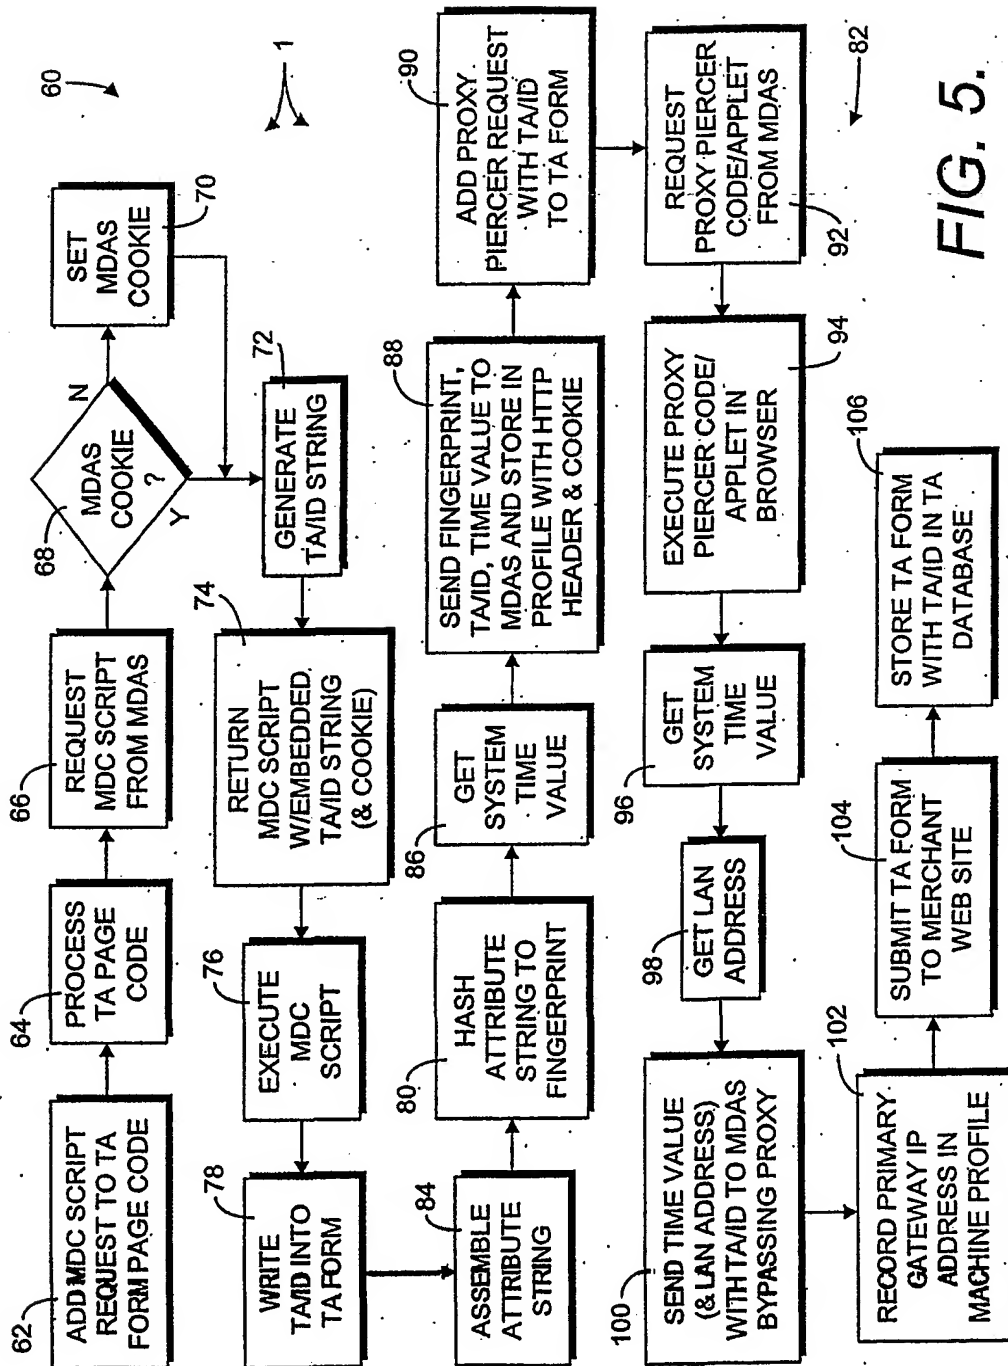 60
1
62
ADD MDC SCRIPT
REQUEST TO TA
FORM PAGE CODE
64
PROCESS
TA PAGE
CODE
66
REQUEST
MDC SCRIPT
FROM MDAS
68
MDAS
COOKIE
?
N
Y
SET
MDAS
COOKIE
70
72
GENERATE
TA/ID STRING
74
RETURN
MDC SCRIPT
W/EMBEDDED
TA/ID STRING
(& COOKIE)
76
EXECUTE
MDC
SCRIPT
78
WRITE
TA/ID INTO
TA FORM
84
ASSEMBLE
ATTRIBUTE
STRING
80
HASH
ATTRIBUTE
STRING TO
FINGERPRINT
86
GET
SYSTEM
TIME
VALUE
88
SEND FINGERPRINT,
TA/ID, TIME VALUE TO
MDAS AND STORE IN
PROFILE WITH HTTP
HEADER & COOKIE
90
ADD PROXY
PIERCER REQUEST
WITH TA/ID
TO TA FORM
REQUEST
PROXY PIERCER
CODE/APPLET
FROM MDAS
92
EXECUTE PROXY
PIERCER CODE/
APPLET IN
BROWSER
94
GET
SYSTEM
TIME
VALUE
96
98
GET LAN
ADDRESS
100
SEND TIME VALUE
(& LAN ADDRESS)
WITH TA/ID TO MDAS
BYPASSING PROXY
102
RECORD PRIMARY
GATEWAY IP
ADDRESS IN
MACHINE PROFILE
104
SUBMIT TA FORM
TO MERCHANT
WEB SITE
106
STORE TA FORM
WITH TA/ID IN TA
DATABASE
82
FIG. 5.